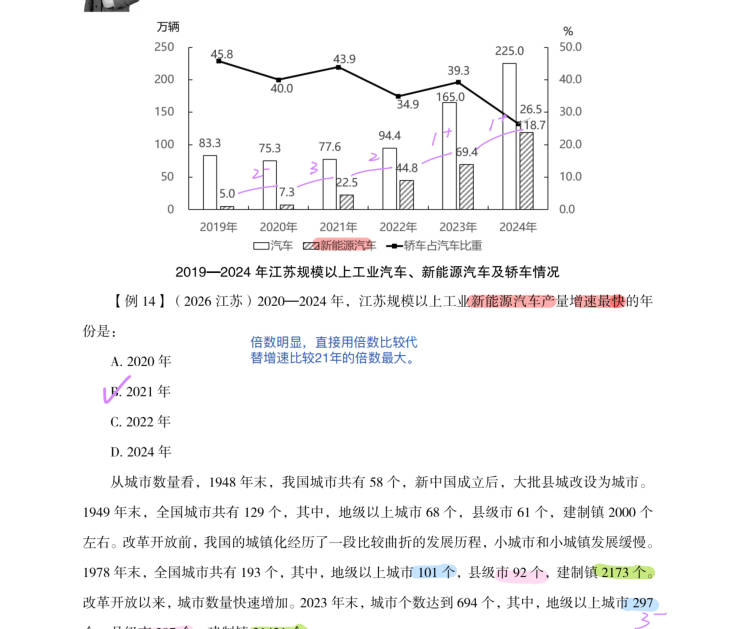 万辆
%
250
50.0
45.8
43.9
225.0
200
40.0
40.0
39.3
165.0
34.9
150
30.0
26.5
118.7
100
83.3
75.3
77.6
94.4
20.0
1+
1+
2-
3
2
69.4
50
44.8
10.0
5.0
7.3
22.5
0
0.0
2019年 2020年 2021年 2022年 2023年 2024年
汽车 新能源汽车 轿车占汽车比重
2019—2024 年江苏规模以上工业汽车、新能源汽车及轿车情况
【例 14】（2026 江苏）2020—2024 年，江苏规模以上工业新能源汽车产量增速最快的年
份是：
倍数明显，直接用倍数比较代
替增速比较21年的倍数最大。
A. 2020 年
B. 2021 年
C. 2022 年
D. 2024 年
从城市数量看，1948 年末，我国城市共有 58 个，新中国成立后，大批县城改设为城市。
1949 年末，全国城市共有 129 个，其中，地级以上城市 68 个，县级市 61 个，建制镇 2000 个
左右。改革开放前，我国的城镇化经历了一段比较曲折的发展历程，小城市和小城镇发展缓慢。
1978 年末，全国城市共有 193 个，其中，地级以上城市 101 个，县级市 92 个，建制镇 2173 个。
改革开放以来，城市数量快速增加。2023 年末，城市个数达到 694 个，其中，地级以上城市 297
3-